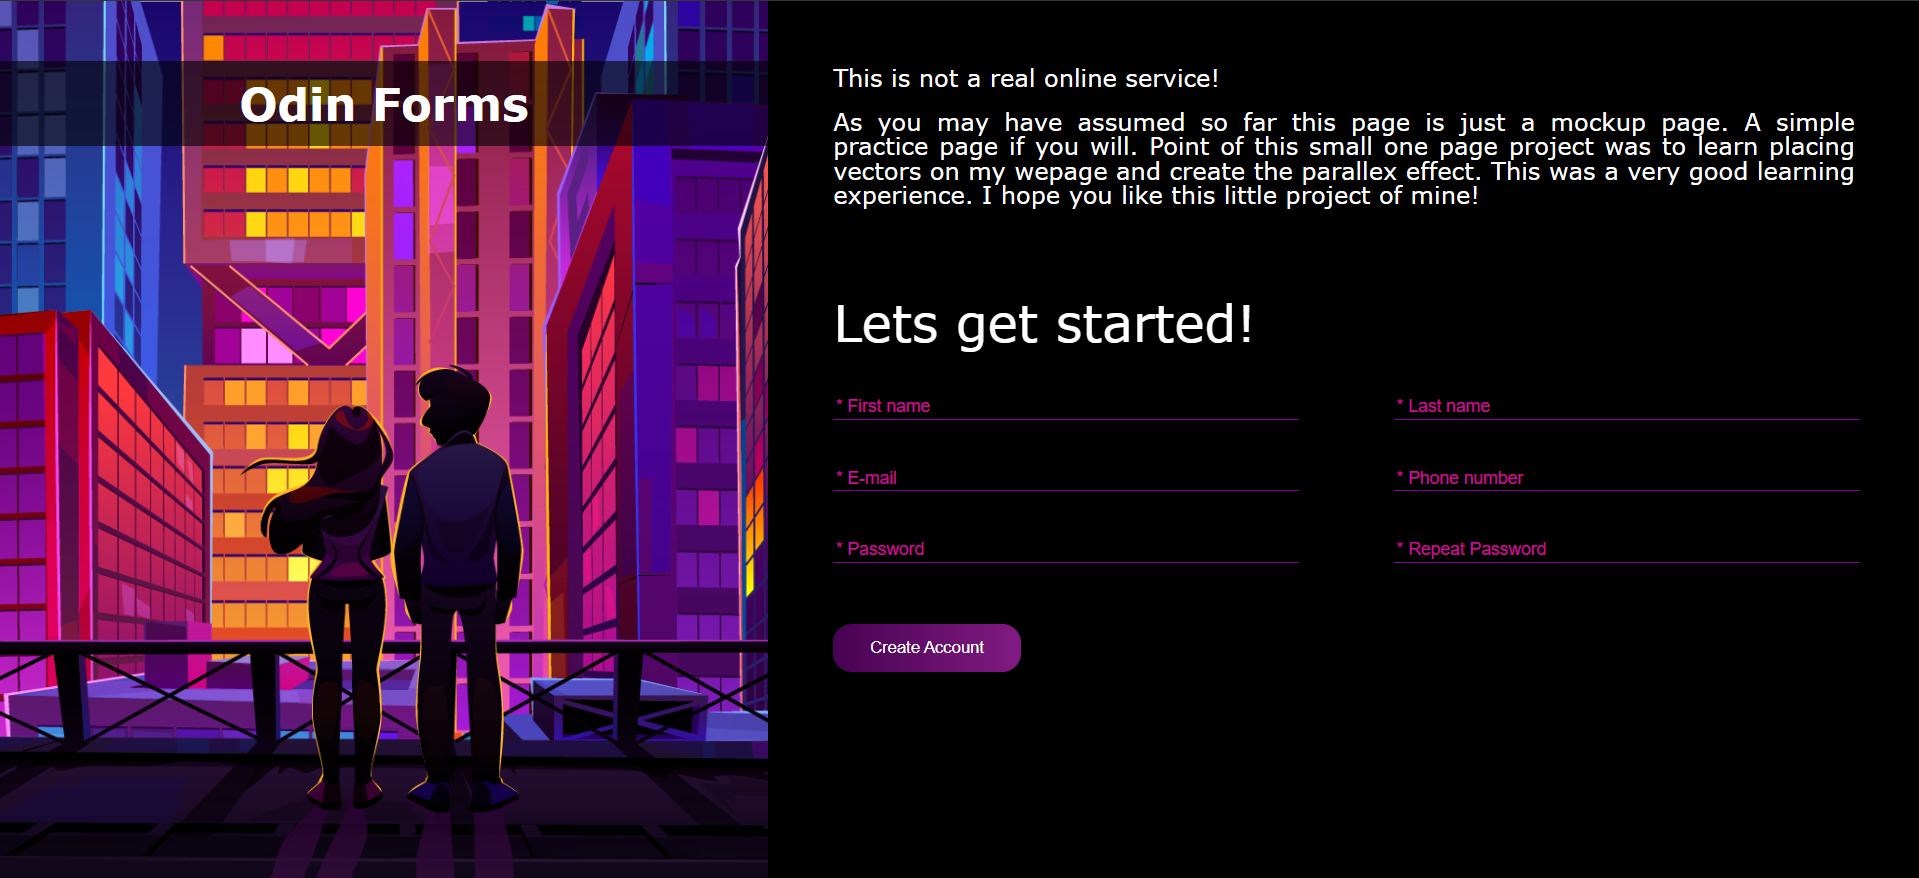 Odin Forms
This is not a real online service!
As you may have assumed so far this page is just a mockup page. A simple
practice page if you will. Point of this small one page project was to learn placing
vectors on my wepage and create the parallex effect. This was a very good learning
experience. I hope you like this little project of mine!
Lets get started!
* First name
* Last name
* E-mail
* Phone number
* Password
* Repeat Password
Create Account